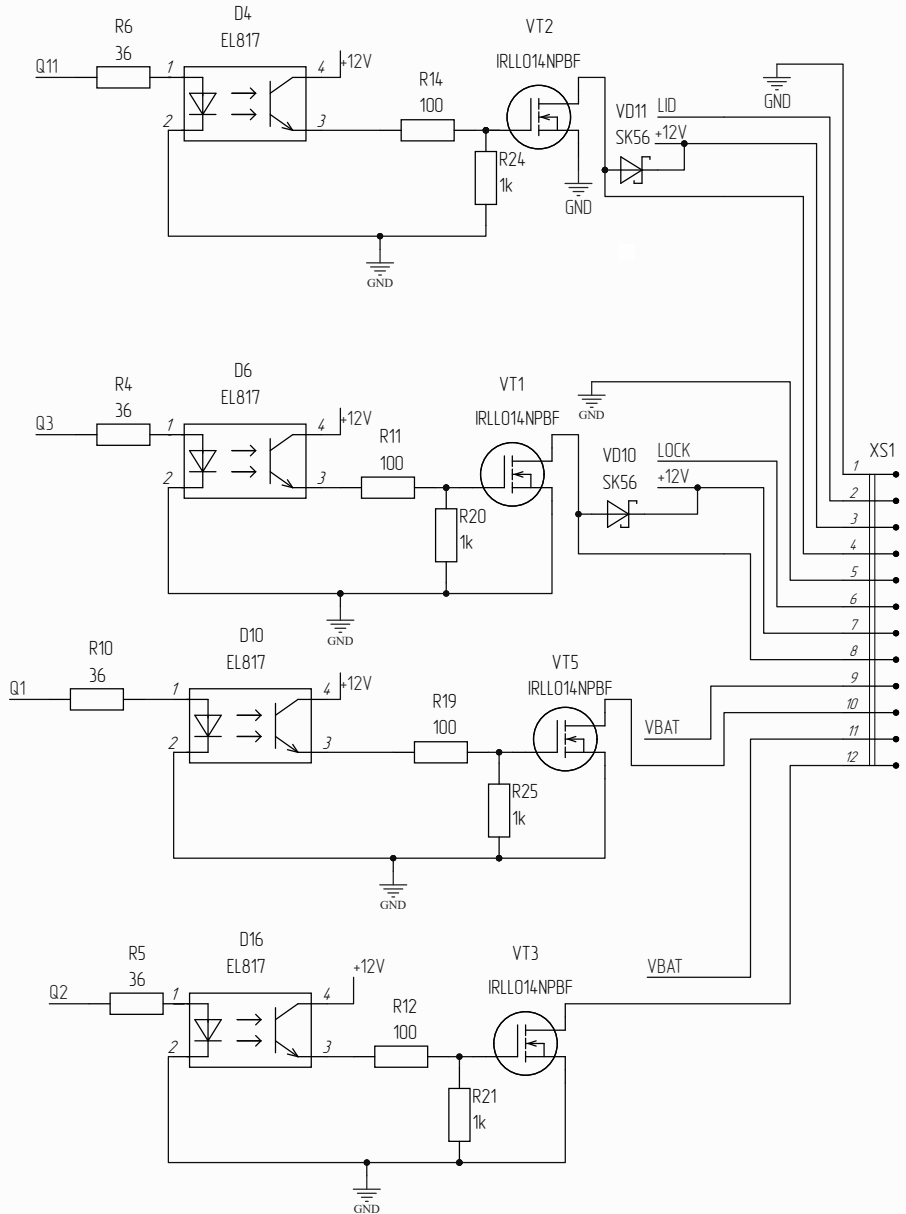 D4
EL817
R6
36
Q11
1
2
4
3
+12V
R14
100
R24
1k
VT2
IRLL014NPBF
GND
GND
VD11
SK56
LID
+12V
GND
D6
EL817
R4
36
Q3
1
2
4
3
+12V
R11
100
R20
1k
VT1
IRLL014NPBF
GND
GND
VD10
SK56
LOCK
+12V
XS1
1
2
3
4
5
6
7
8
9
10
11
12
D10
EL817
R10
36
Q1
1
2
4
3
+12V
R19
100
R25
1k
VT5
IRLL014NPBF
VBAT
GND
D16
EL817
R5
36
Q2
1
2
4
3
+12V
R12
100
R21
1k
VT3
IRLL014NPBF
VBAT
GND